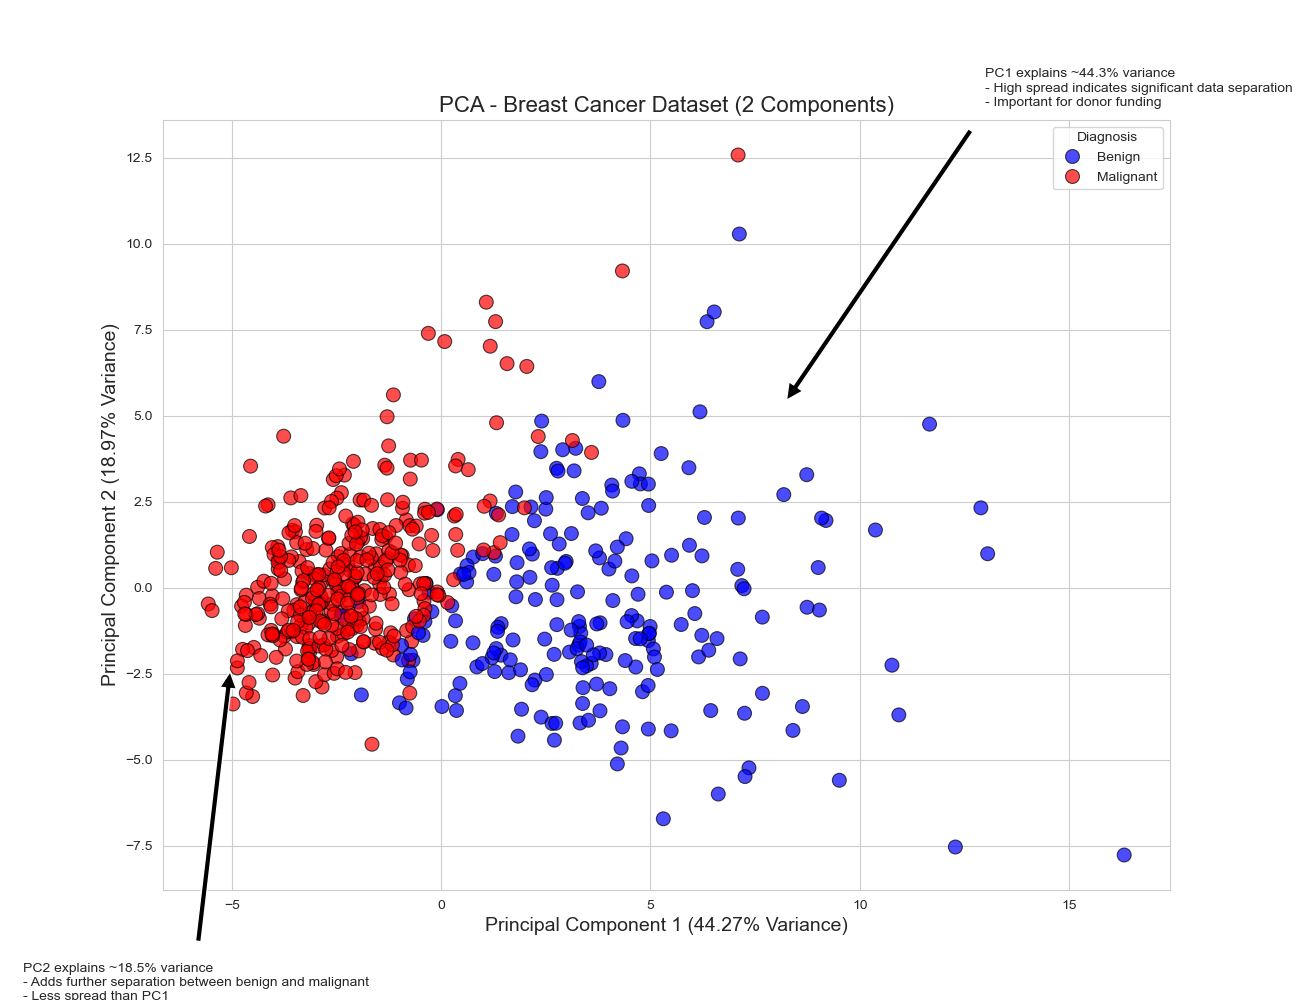 PC1 explains ~44.3% variance
- High spread indicates significant data separation
- Important for donor funding
PCA - Breast Cancer Dataset (2 Components)
Diagnosis
Benign
Malignant
Principal Component 2 (18.97% Variance)
12.5
10.0
7.5
5.0
2.5
0.0
−2.5
−5.0
−7.5
−5
0
5
10
15
Principal Component 1 (44.27% Variance)
PC2 explains ~18.5% variance
- Adds further separation between benign and malignant
- Less spread than PC1